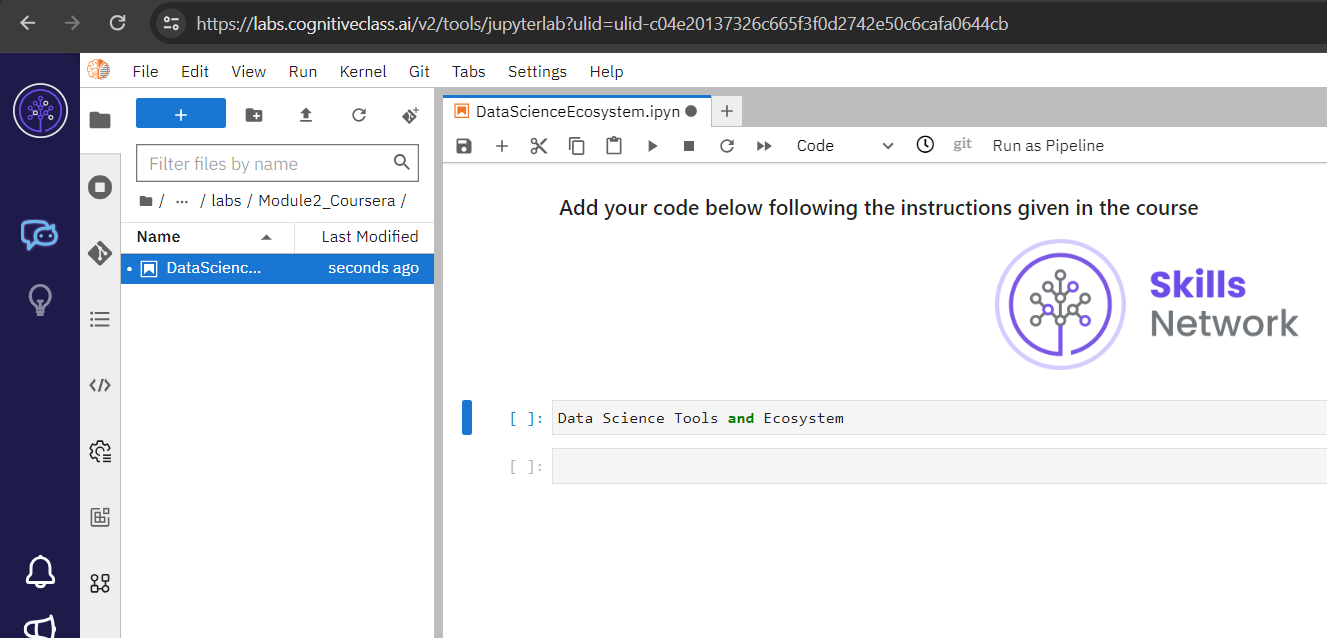 https://labs.cognitiveclass.ai/v2/tools/jupyterlab?ulid=ulid-c04e20137326c665f3f0d2742e50c6cafa0644cb
File Edit View Run Kernel Git Tabs Settings Help
+
Filter files by name
/ ... / labs / Module2_Coursera /
Name Last Modified
DataScienc... seconds ago
DataScienceEcosystem.ipyn
+
Code git Run as Pipeline
Add your code below following the instructions given in the course
Skills
Network
[ ]: Data Science Tools and Ecosystem
[ ]: